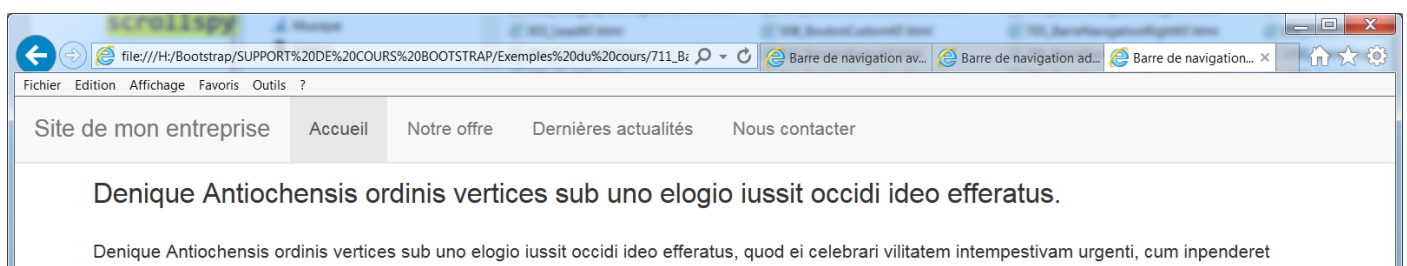 scrollspy
Musique
file:///H:/Bootstrap/SUPPORT%20DE%20COURS%20BOOTSTRAP/Exemples%20du%20cours/711_Ba
Barre de navigation av...
Barre de navigation ad...
Barre de navigation...
Fichier Edition Affichage Favoris Outils ?
Site de mon entreprise Accueil Notre offre Dernières actualités Nous contacter
Denique Antiochensis ordinis vertices sub uno elogio iussit occidi ideo efferatus.
Denique Antiochensis ordinis vertices sub uno elogio iussit occidi ideo efferatus, quod ei celebrari vilitatem intempestivam urgenti, cum inpenderet